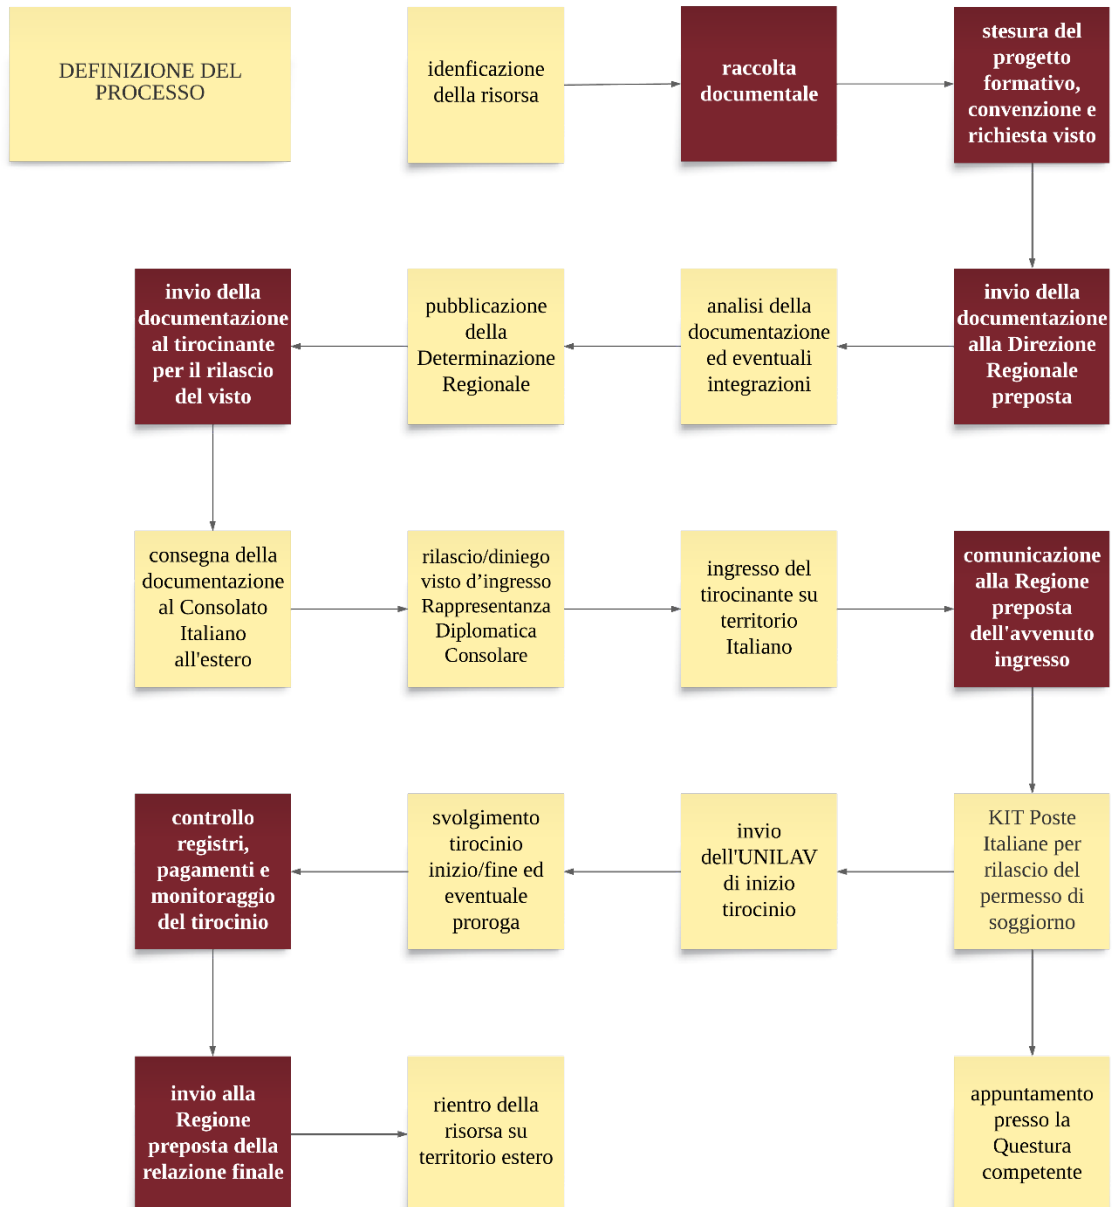 DEFINIZIONE DEL
PROCESSO
idenficazione
della risorsa
raccolta
documentale
stesura del
progetto
formativo,
convenzione e
richiesta visto
invio della
documentazione
al tirocinante
per il rilascio
del visto
pubblicazione
della
Determinazione
Regionale
analisi della
documentazione
ed eventuali
integrazioni
invio della
documentazione
alla Direzione
Regionale
preposta
consegna della
documentazione
al Consolato
Italiano
all'estero
rilascio/diniego
visto d’ingresso
Rappresentanza
Diplomatica
Consolare
ingresso del
tirocinante su
territorio
Italiano
comunicazione
alla Regione
preposta
dell'avvenuto
ingresso
controllo
registri,
pagamenti e
monitoraggio
del tirocinio
svolgimento
tirocinio
inizio/fine ed
eventuale
proroga
invio
dell'UNILAV
di inizio
tirocinio
KIT Poste
Italiane per
rilascio del
permesso di
soggiorno
invio alla
Regione
preposta della
relazione finale
rientro della
risorsa su
territorio estero
appuntamento
presso la
Questura
competente